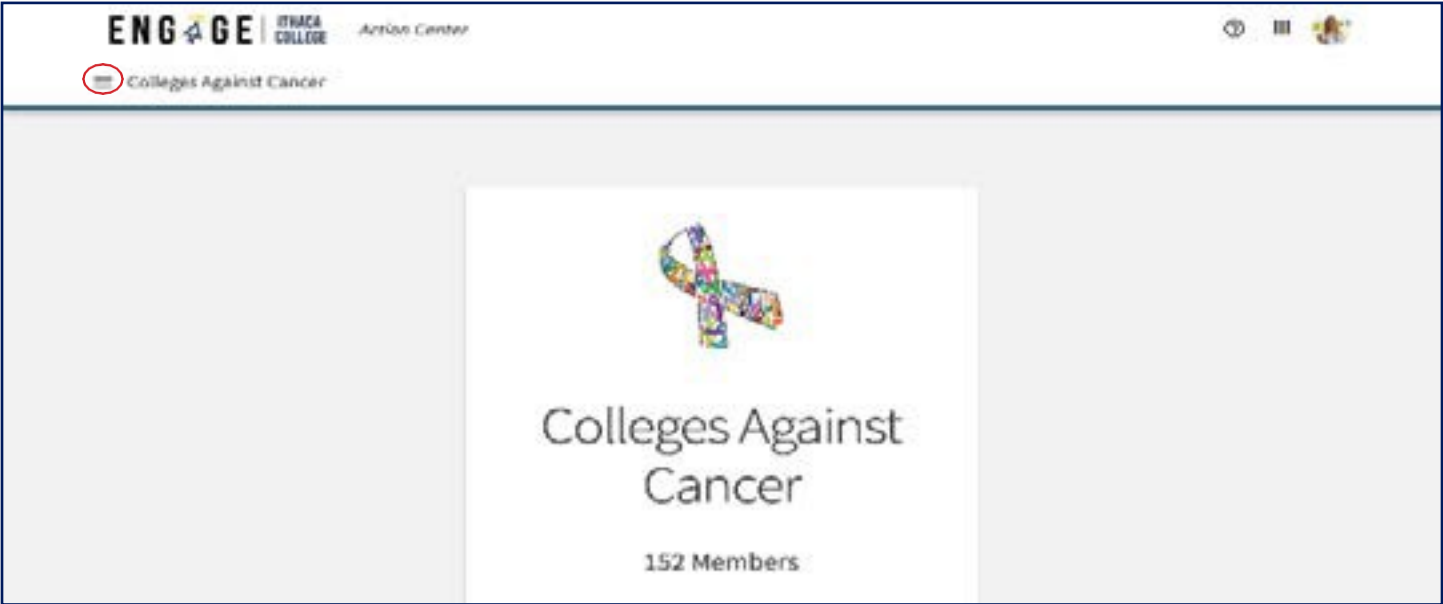 ENGAGE ITHACA COLLEGE Action Center
Colleges Against Cancer
Colleges Against
Cancer
152 Members